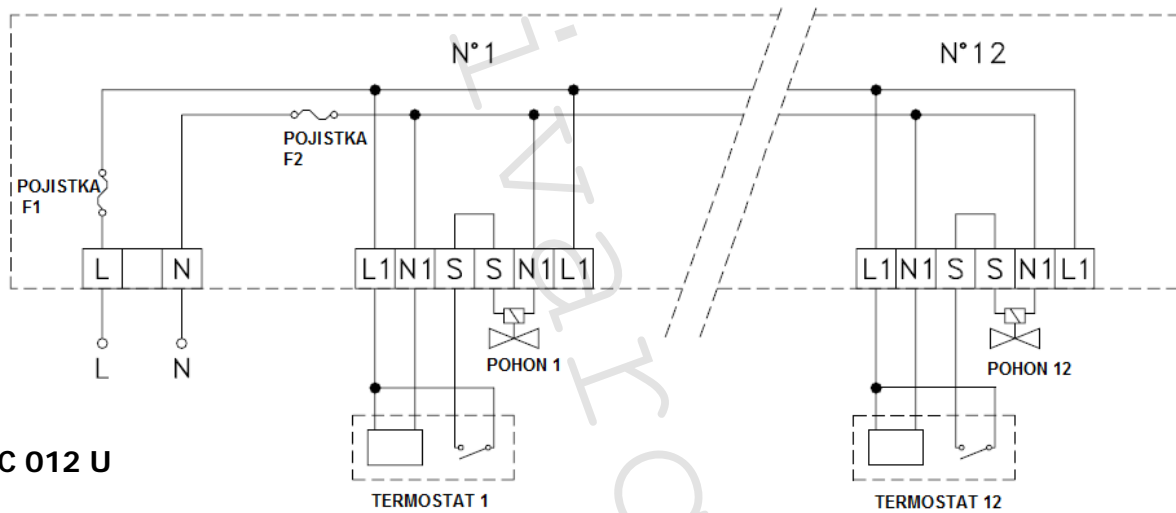 N°1
N°12
POJISTKA
F2
POJISTKA
F1
L N
L1 N1 S S N1 L1
L1 N1 S S N1 L1
L N
POHON 1
POHON 12
C 012 U
TERMOSTAT 1
TERMOSTAT 12